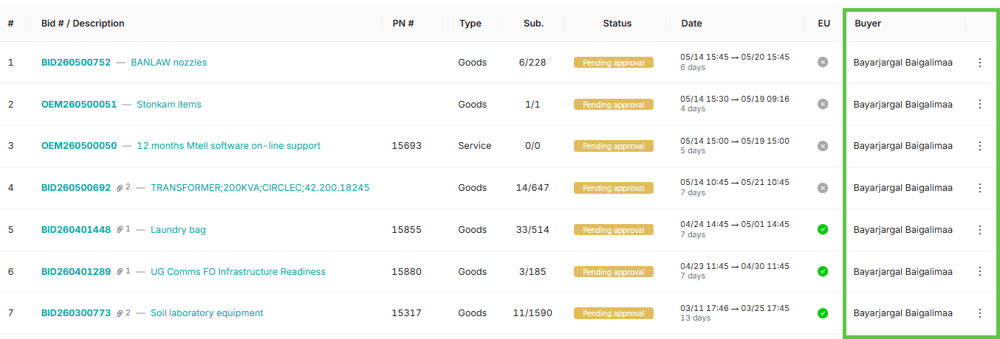 # Bid # / Description PN # Type Sub. Status Date EU Buyer
1 BID260500752 — BANLAW nozzles Goods 6/228 Pending approval 05/14 15:45 → 05/20 15:45 Bayarjargal Baigalimaa
6 days
2 OEM260500051 — Stonkam items Goods 1/1 Pending approval 05/14 15:30 → 05/19 09:16 Bayarjargal Baigalimaa
4 days
3 OEM260500050 — 12 months Mtell software on-line support 15693 Service 0/0 Pending approval 05/14 15:00 → 05/19 15:00 Bayarjargal Baigalimaa
5 days
4 BID260500692 2 — TRANSFORMER;200KVA;CIRCLEC;42.200.18245 Goods 14/647 Pending approval 05/14 10:45 → 05/21 10:45 Bayarjargal Baigalimaa
7 days
5 BID260401448 1 — Laundry bag 15855 Goods 33/514 Pending approval 04/24 14:45 → 05/01 14:45 Bayarjargal Baigalimaa
7 days
6 BID260401289 1 — UG Comms FO Infrastructure Readiness 15880 Goods 3/185 Pending approval 04/23 11:45 → 04/30 11:45 Bayarjargal Baigalimaa
7 days
7 BID260300773 2 — Soil laboratory equipment 15317 Goods 11/1590 Pending approval 03/11 17:46 → 03/25 17:45 Bayarjargal Baigalimaa
13 days